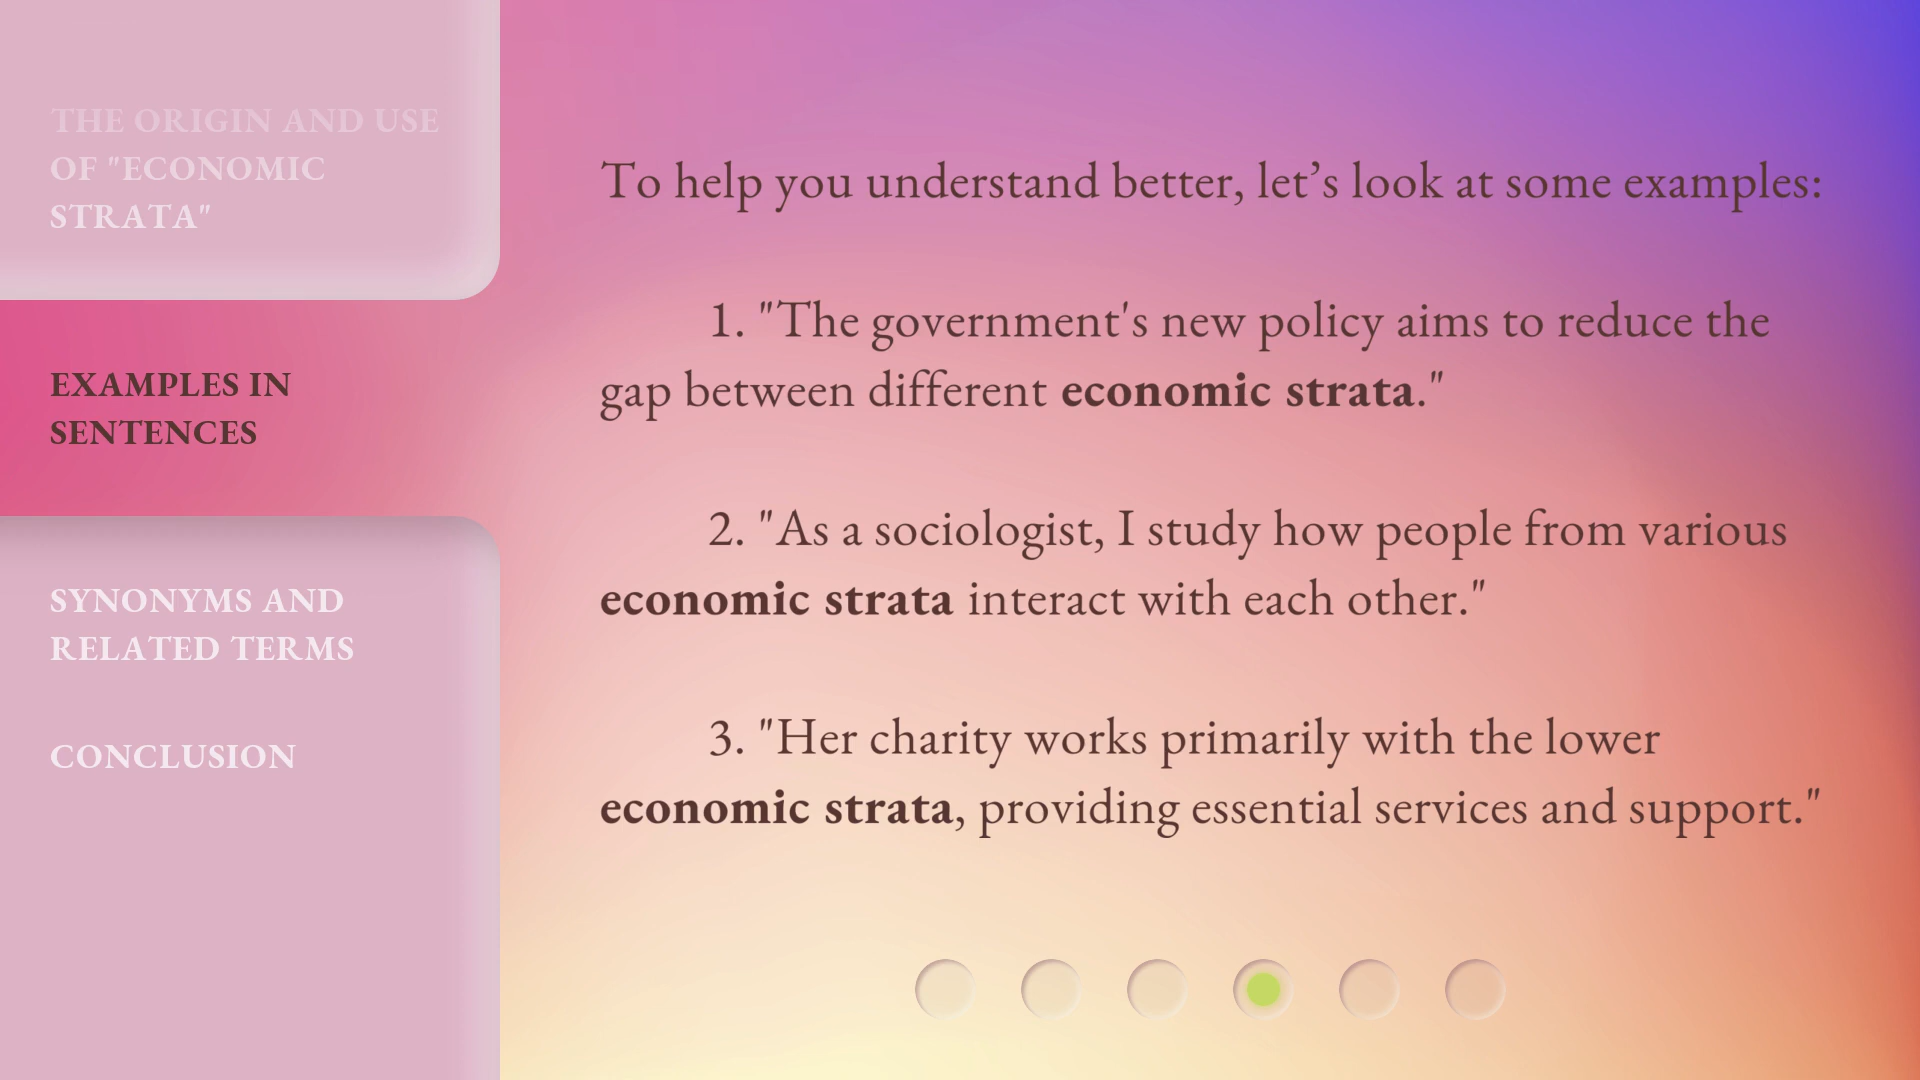 THE ORIGIN AND USE
OF "ECONOMIC
STRATA"
EXAMPLES IN
SENTENCES
SYNONYMS AND
RELATED TERMS
CONCLUSION
To help you understand better, let’s look at some examples:
1. "The government's new policy aims to reduce the
gap between different economic strata."
2. "As a sociologist, I study how people from various
economic strata interact with each other."
3. "Her charity works primarily with the lower
economic strata, providing essential services and support."